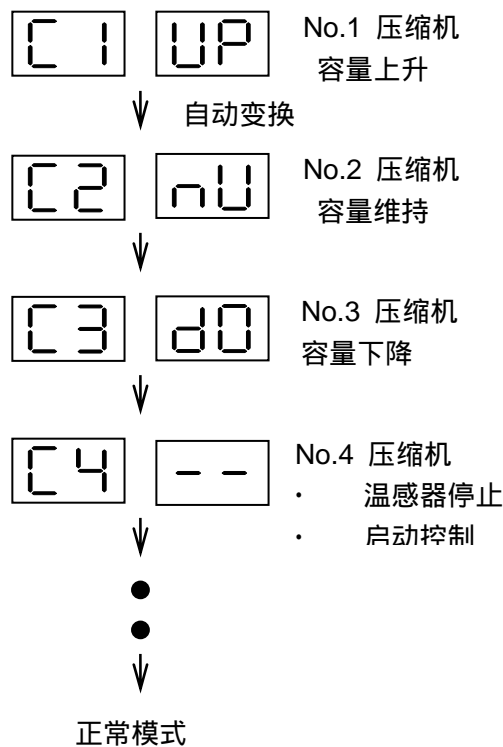 C1 UP No.1 压缩机
容量上升
自动变换
C2 nU No.2 压缩机
容量维持
C3 dO No.3 压缩机
容量下降
C4 -- No.4 压缩机
· 温感器停止
· 启动控制
正常模式